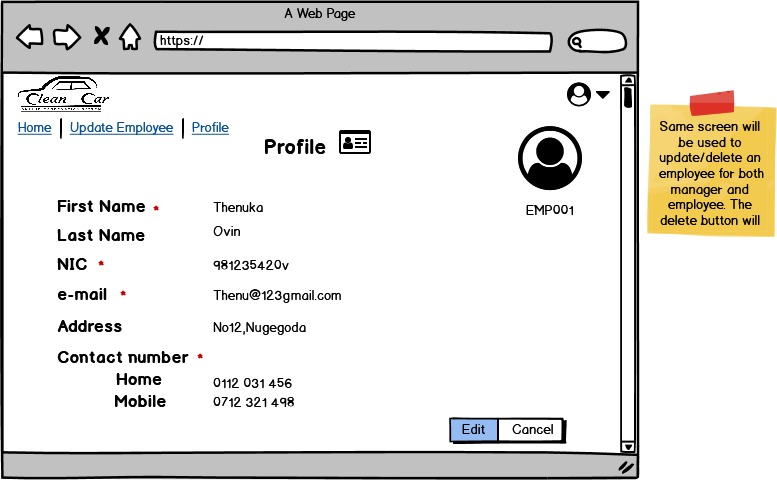 A Web Page
https://
Clean Car
Home Update Employee Profile
Profile
EMP001
First Name * Thenuka
Last Name Ovin
NIC * 981235420v
e-mail * Thenu@123gmail.com
Address No12,Nugegoda
Contact number *
Home 0112 031 456
Mobile 0712 321 498
Edit Cancel
Same screen will
be used to
update/delete an
employee for both
manager and
employee. The
delete button will